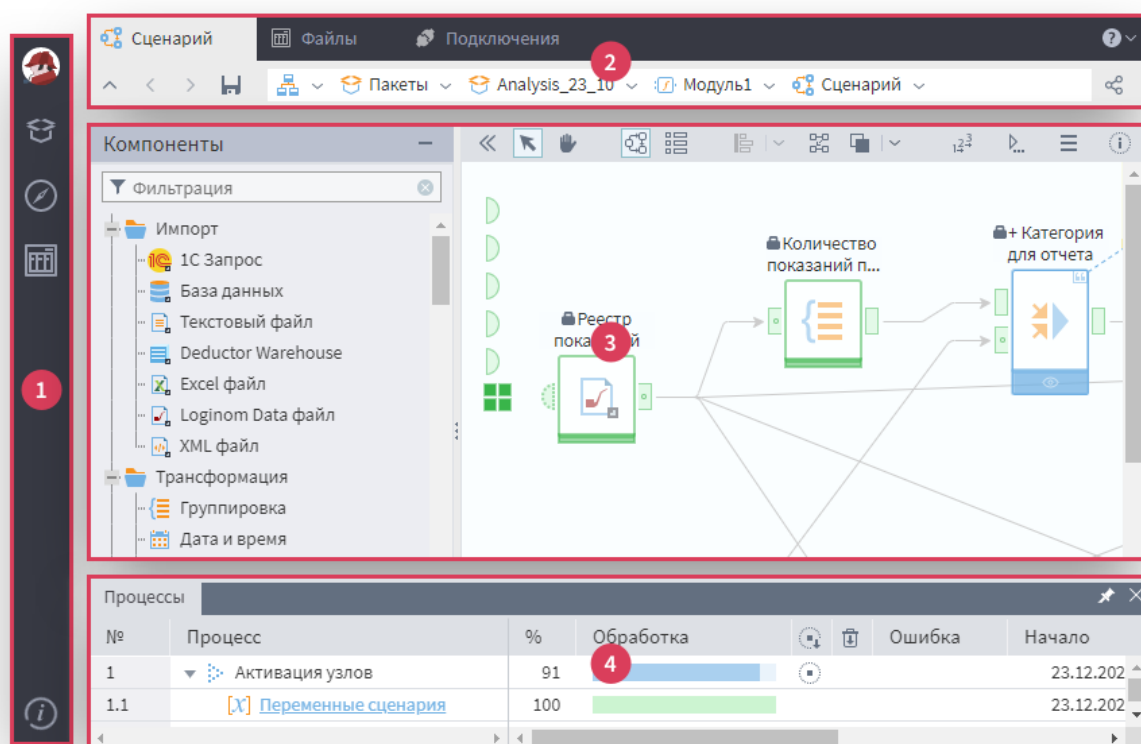 Сценарий
Файлы
Подключения
2
Пакеты
Analysis_23_10
Модуль1
Сценарий
1
Компоненты
Фильтрация
Импорт
1С Запрос
База данных
Текстовый файл
Deductor Warehouse
Excel файл
Loginom Data файл
XML файл
Трансформация
Группировка
Дата и время
Реестр
3
Количество
показаний п...
+ Категория
для отчета
Процессы
№ Процесс % Обработка Ошибка Начало
4
1 Активация узлов 91 23.12.202
1.1 [X] Переменные сценария 100 23.12.202